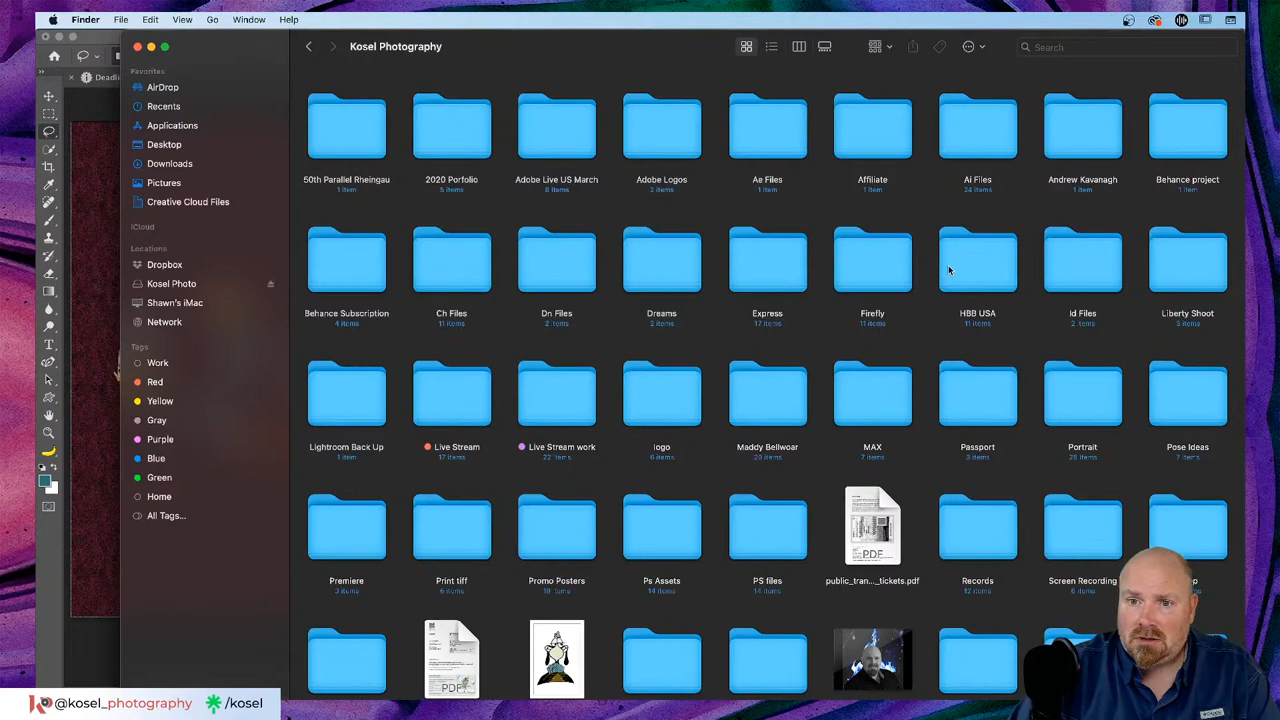 Finder File Edit View Go Window Help
Deadli
Kosel Photography
Search
Favorites
AirDrop
Recents
Applications
Desktop
Downloads
Pictures
Creative Cloud Files
iCloud
Locations
Dropbox
Kosel Photo
Shawn's iMac
Network
Tags
Work
Red
Yellow
Gray
Purple
Blue
Green
Home
All Tags...
50th Parallel Rheingau 2020 Porfolio Adobe Live US March Adobe Logos Ae Files Affiliate Ai Files Andrew Kavanagh Behance project
1 item 5 items 8 items 3 items 1 item 1 item 24 items 1 item 1 item
Behance Subscription Ch Files Dn Files Dreams Express Firefly HBB USA Id Files Liberty Shoot
4 items 11 items 2 items 2 items 17 items 11 items 11 items 2 items 3 items
Lightroom Back Up Live Stream Live Stream work logo Maddy Bellwoar MAX Passport Portrait Pose Ideas
1 item 17 items 22 items 6 items 20 items 7 items 3 items 28 items 7 items
PDF
Premiere Print tiff Promo Posters Ps Assets PS files public_tran..._tickets.pdf Records Screen Recording
3 items 6 items 18 items 14 items 14 items 12 items 6 items
PDF
@kosel_photography /kosel